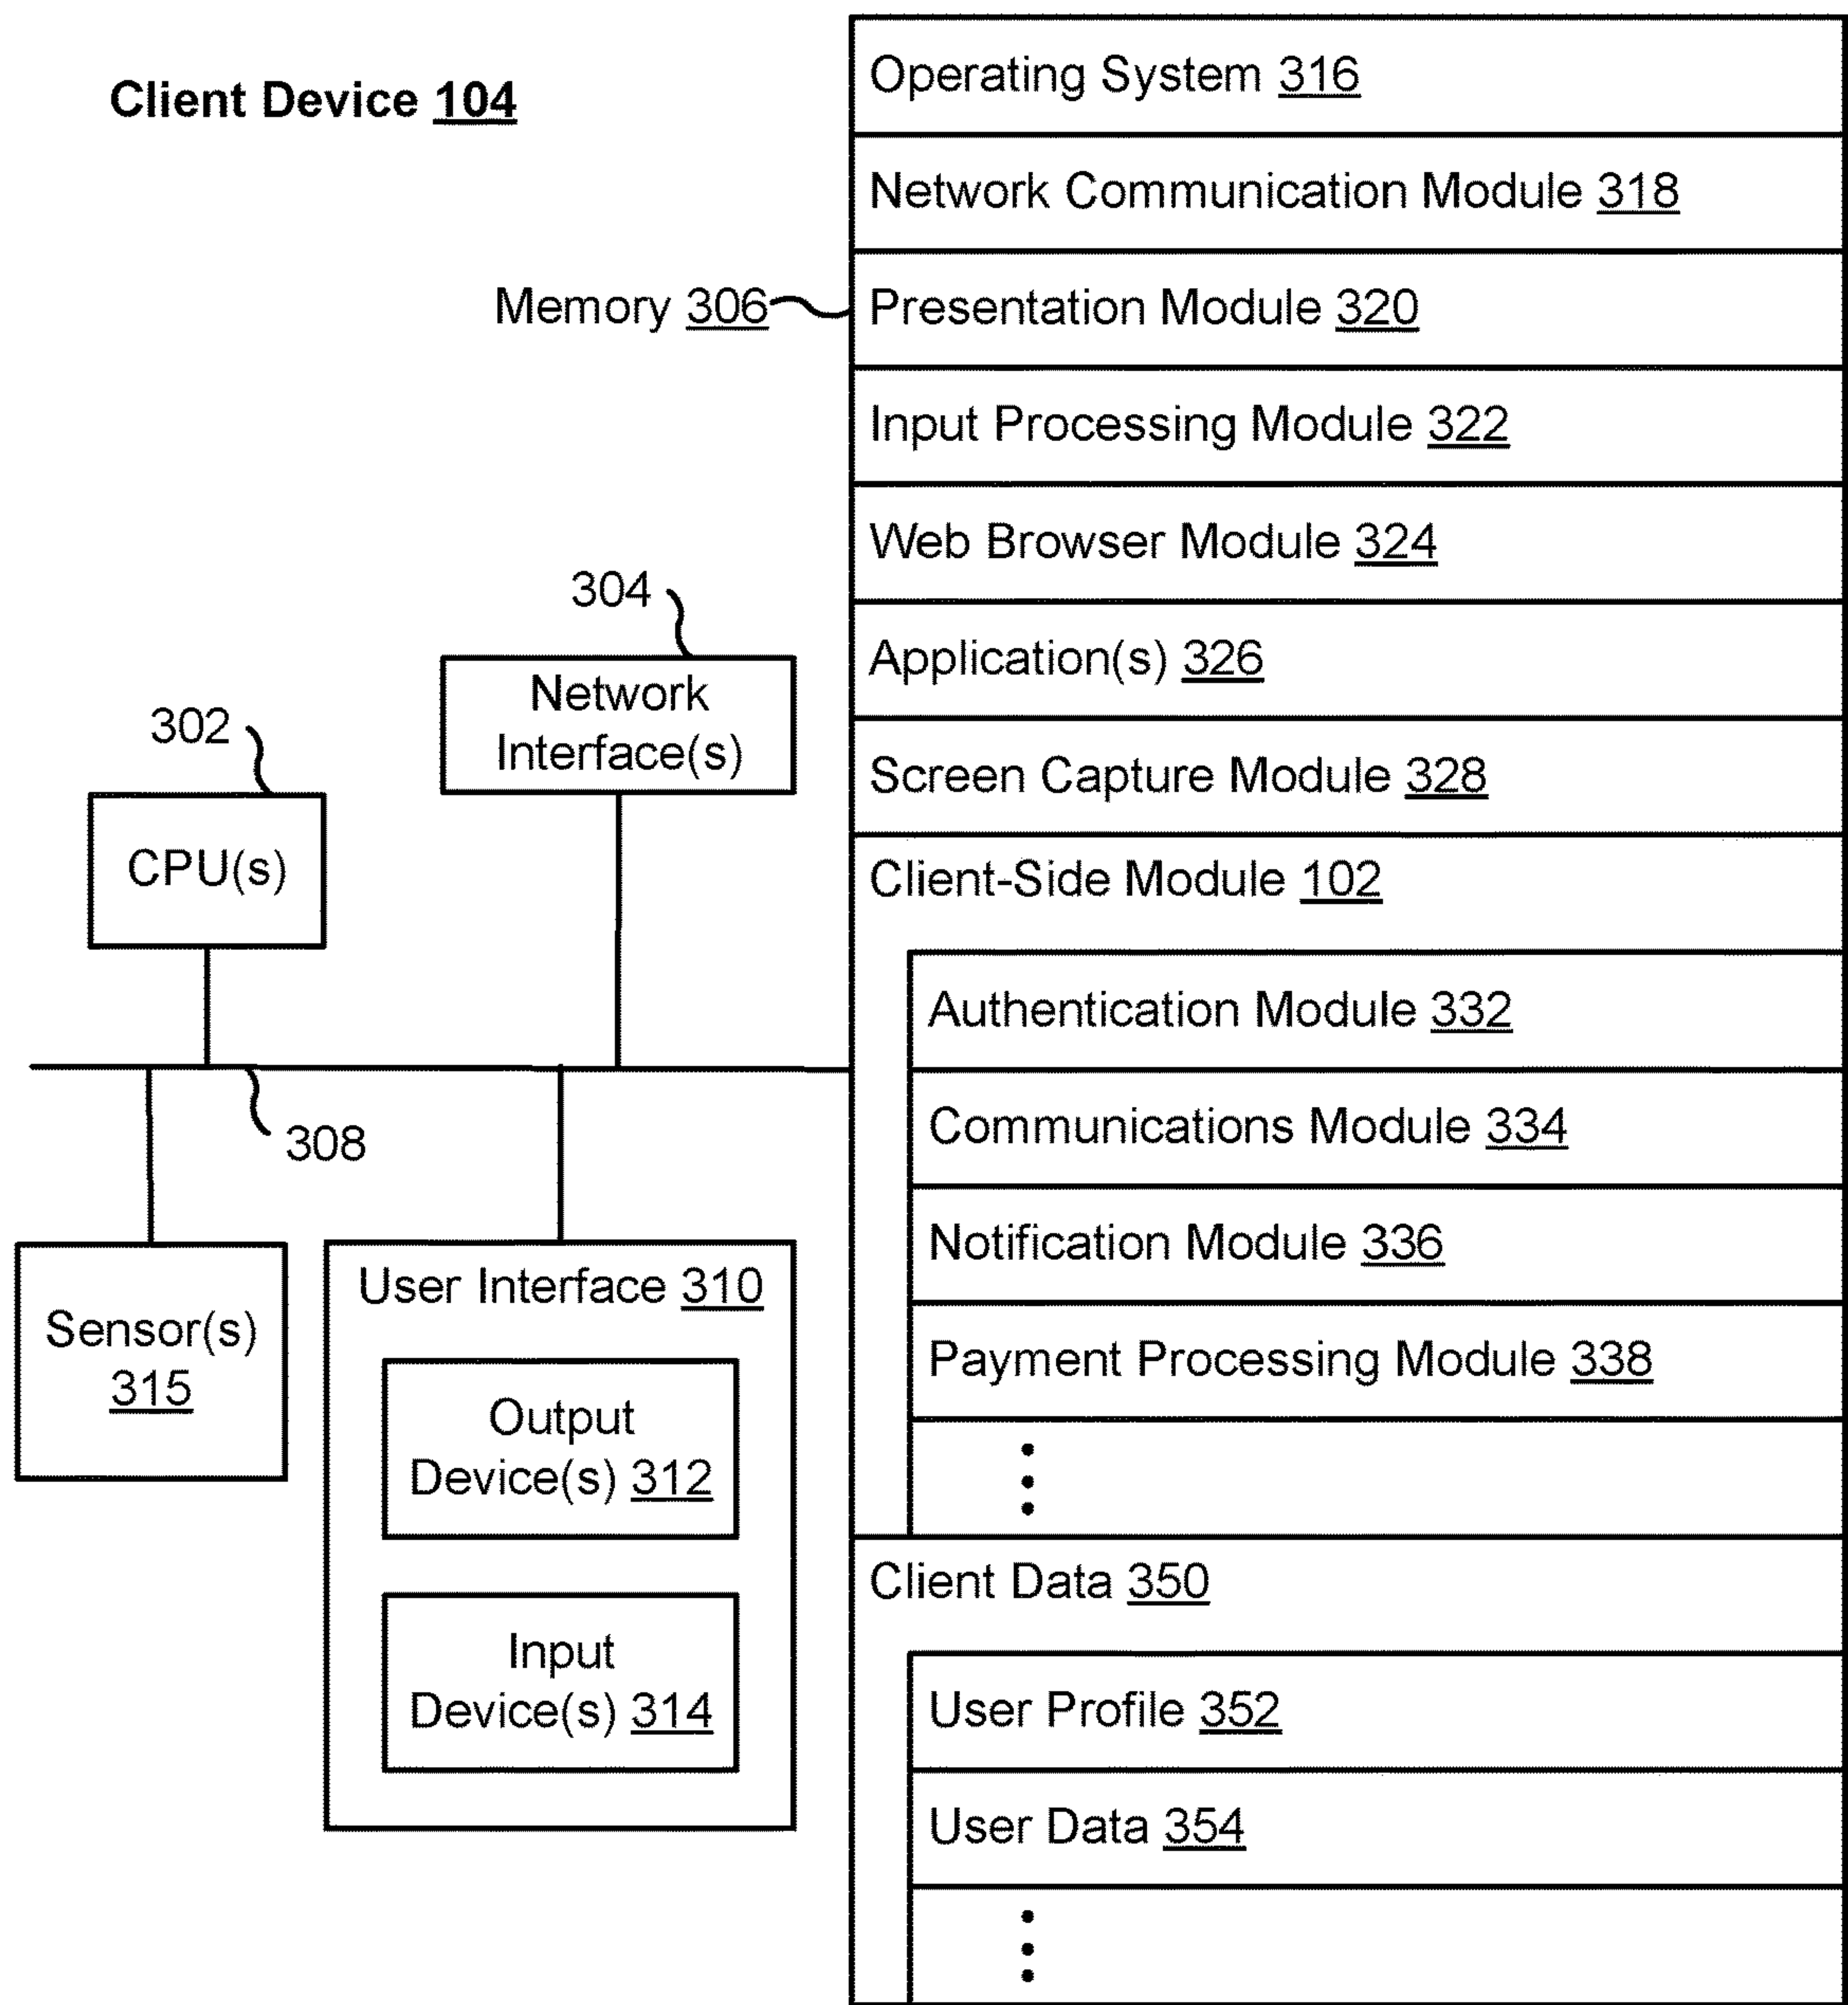 Client Device 104
Operating System 316
Network Communication Module 318
Memory 306
Presentation Module 320
Input Processing Module 322
Web Browser Module 324
Application(s) 326
Screen Capture Module 328
Client-Side Module 102
Authentication Module 332
Communications Module 334
Notification Module 336
Payment Processing Module 338
Client Data 350
User Profile 352
User Data 354
304
Network
Interface(s)
302
CPU(s)
308
Sensor(s)
315
User Interface 310
Output
Device(s) 312
Input
Device(s) 314